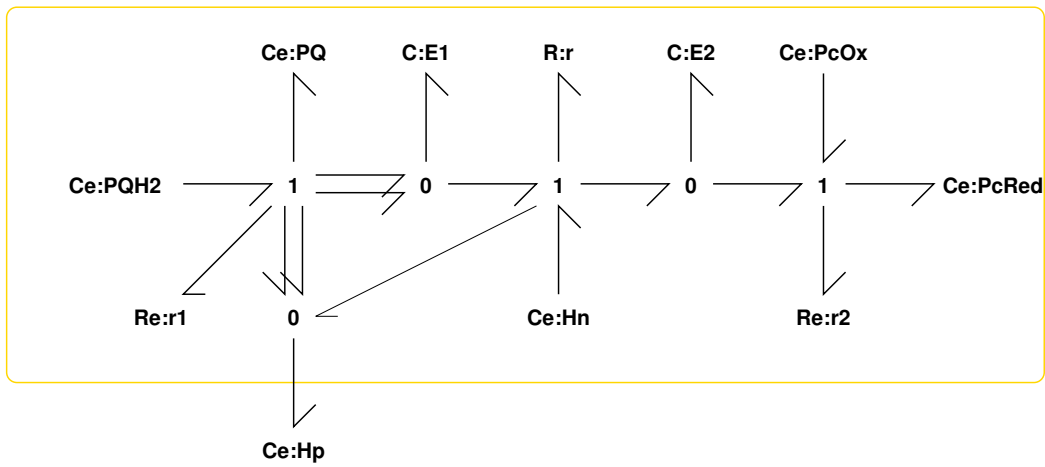 Ce:PQ C:E1 R:r C:E2 Ce:PcOx
Ce:PQH2 1 0 1 0 1 Ce:PcRed
Re:r1 0 Ce:Hn Re:r2
Ce:Hp